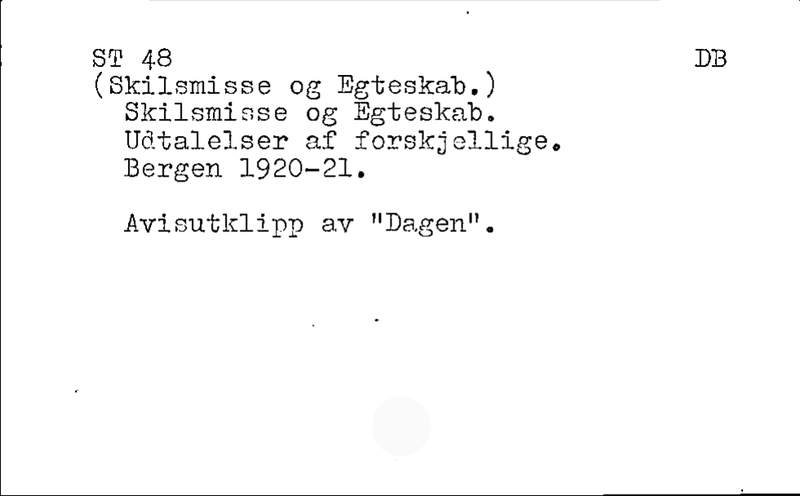 ST 48 DB
(Skilsmisse og Egteskab.)
Skilsmisse og Egteskab.
Udtalelser af forskjellige.
Bergen 1920-21.
Avisutklipp av "Dagen".